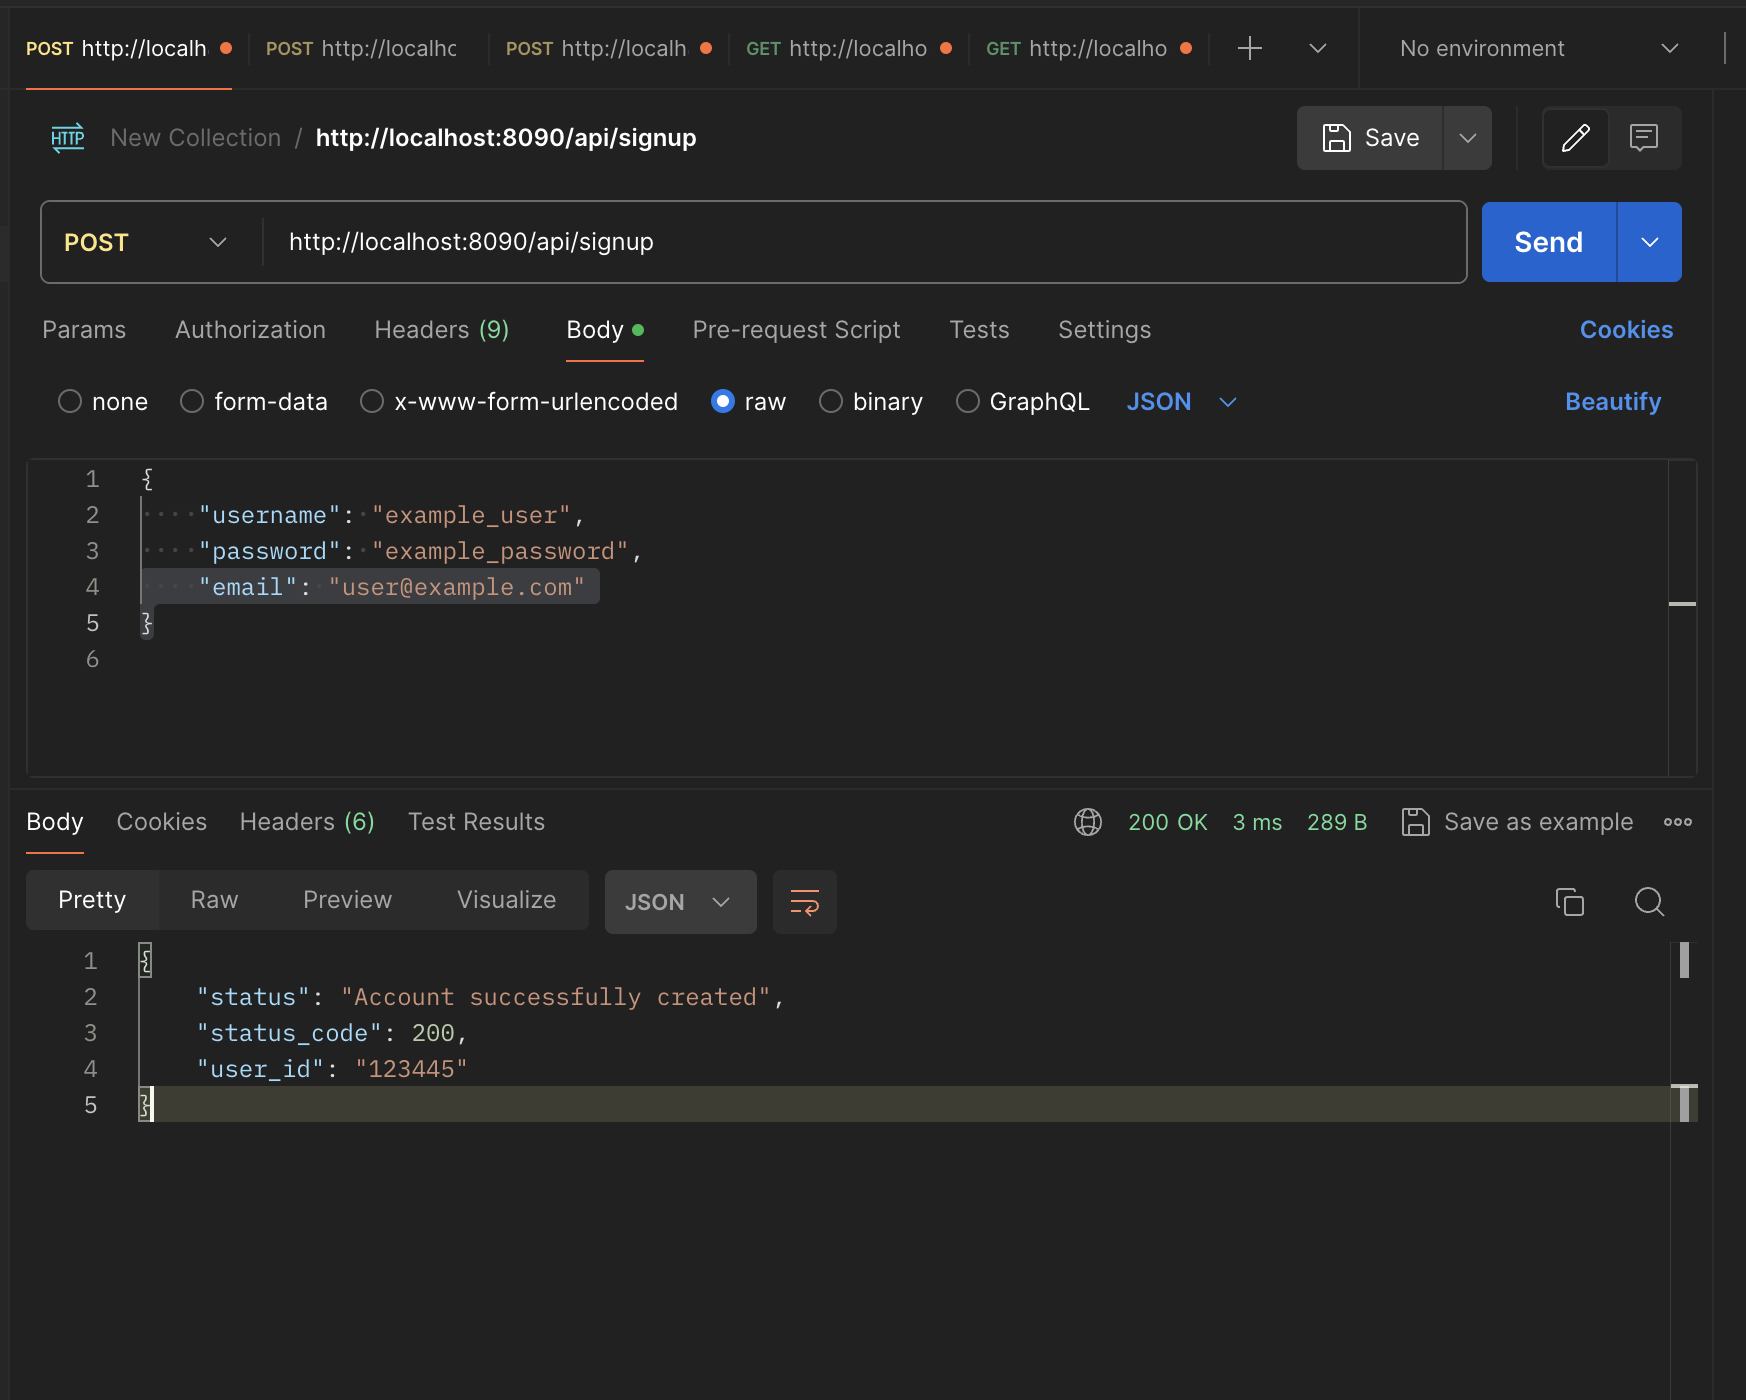 POST http://localh
POST http://localhc
POST http://localh
GET http://localho
GET http://localho
No environment
HTTP New Collection / http://localhost:8090/api/signup
Save
POST http://localhost:8090/api/signup
Send
Params Authorization Headers (9) Body Pre-request Script Tests Settings Cookies
none form-data x-www-form-urlencoded raw binary GraphQL JSON Beautify
1 {
2 "username": "example_user",
3 "password": "example_password",
4 "email": "user@example.com"
5 }
6
Body Cookies Headers (6) Test Results 200 OK 3 ms 289 B Save as example
Pretty Raw Preview Visualize JSON
1 {
2 "status": "Account successfully created",
3 "status_code": 200,
4 "user_id": "123445"
5 }